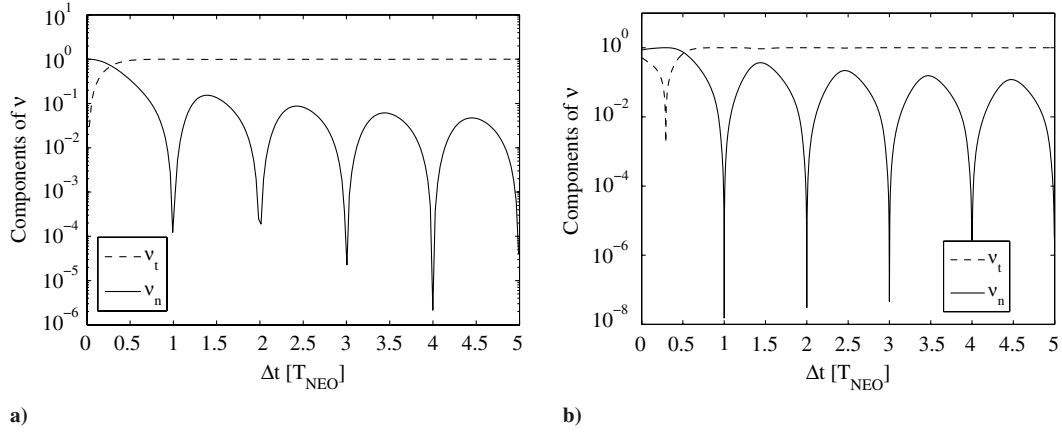 10^1
10^0
10^-1
10^-2
10^-3
10^-4
10^-5
10^-6
Components of ν
ν_t
ν_n
0 0.5 1 1.5 2 2.5 3 3.5 4 4.5 5
Δt [T_NEO]
a)
10^0
10^-2
10^-4
10^-6
10^-8
Components of ν
ν_t
ν_n
0 0.5 1 1.5 2 2.5 3 3.5 4 4.5 5
Δt [T_NEO]
b)